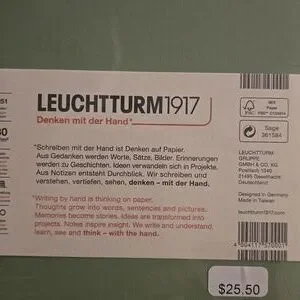 LEUCHTTURM1917
Denken mit der Hand*
*Schreiben mit der Hand ist Denken auf Papier.
Aus Gedanken werden Worte, Sätze, Bilder. Erinnerungen
werden zu Geschichten. Ideen verwandeln sich in Projekte.
Aus Notizen entsteht Durchblick. Wir schreiben und
verstehen, vertiefen, sehen, denken – mit der Hand.
*Writing by hand is thinking on paper.
Thoughts grow into words, sentences and pictures.
Memories become stories. Ideas are transformed into
projects. Notes inspire insight. We write and understand,
learn, see and think – with the hand.
MIX
Paper
Sage
361584
LEUCHTTURM
GRUPPE
GMBH & CO. KG
Postfach 1340
21495 Geesthacht
Deutschland
Designed in Germany
Made in Taiwan
leuchtturm1917.com
$25.50